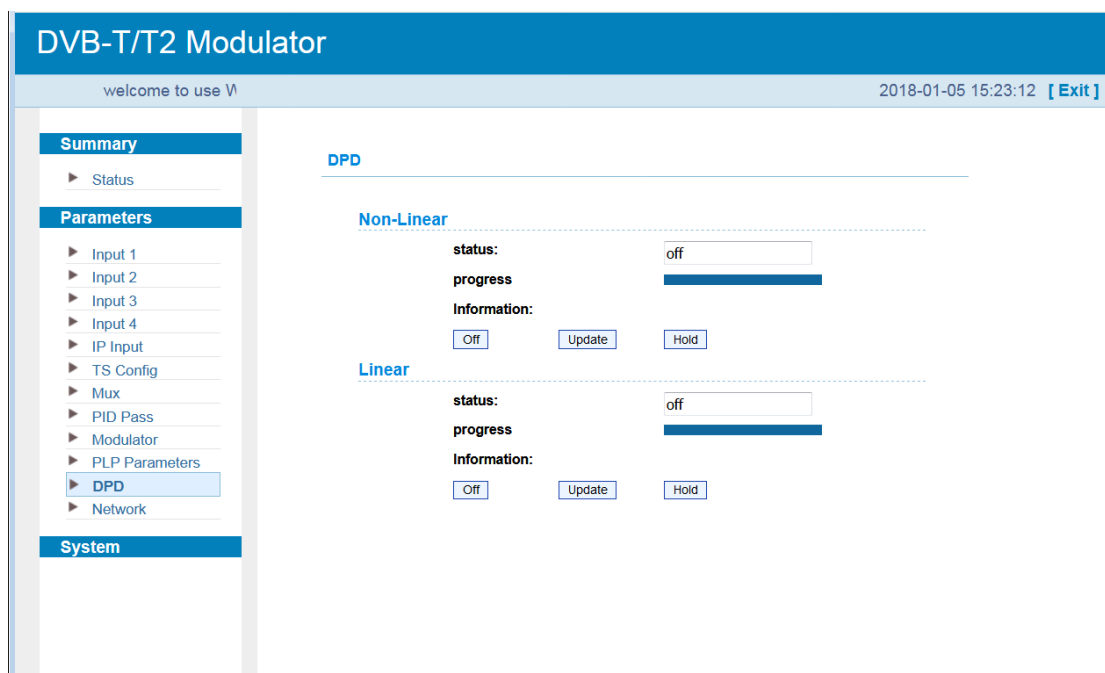 DVB-T/T2 Modulator
welcome to use
2018-01-05 15:23:12 [ Exit ]
Summary
Status
Parameters
Input 1
Input 2
Input 3
Input 4
IP Input
TS Config
Mux
PID Pass
Modulator
PLP Parameters
DPD
Network
System
DPD
Non-Linear
status: off
progress
Information:
Off Update Hold
Linear
status: off
progress
Information:
Off Update Hold